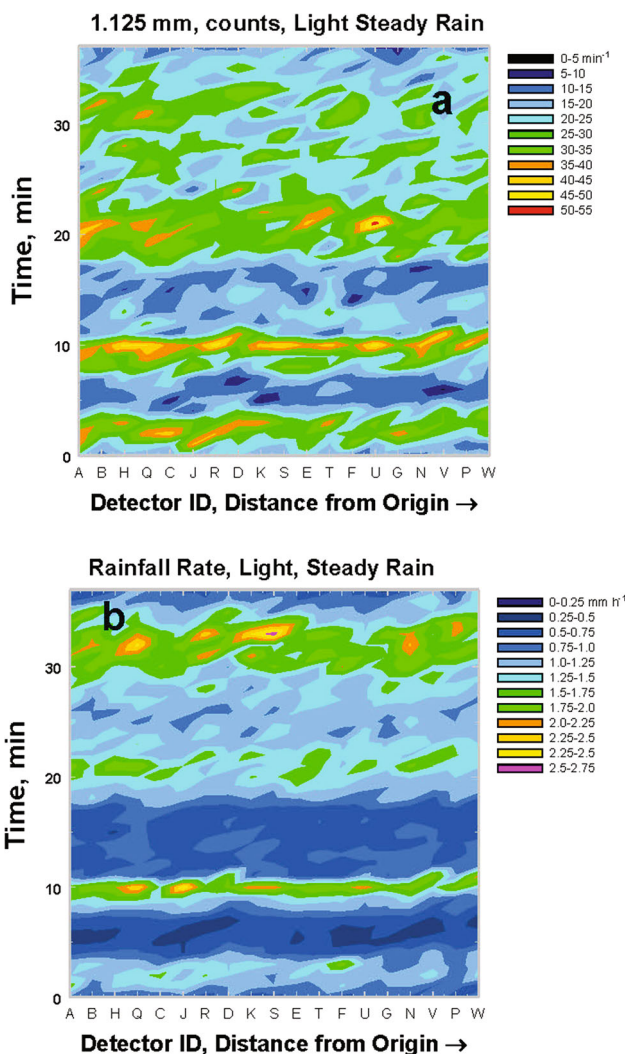 1.125 mm, counts, Light Steady Rain
a
0-5 min⁻¹
5-10
10-15
15-20
20-25
25-30
30-35
35-40
40-45
45-50
50-55
Time, min
30
20
10
0
A B H Q C J R D K S E T F U G N V P W
Detector ID, Distance from Origin →
Rainfall Rate, Light, Steady Rain
b
0-0.25 mm h⁻¹
0.25-0.5
0.5-0.75
0.75-1.0
1.0-1.25
1.25-1.5
1.5-1.75
1.75-2.0
2.0-2.25
2.25-2.5
2.25-2.5
2.5-2.75
Time, min
30
20
10
0
A B H Q C J R D K S E T F U G N V P W
Detector ID, Distance from Origin →